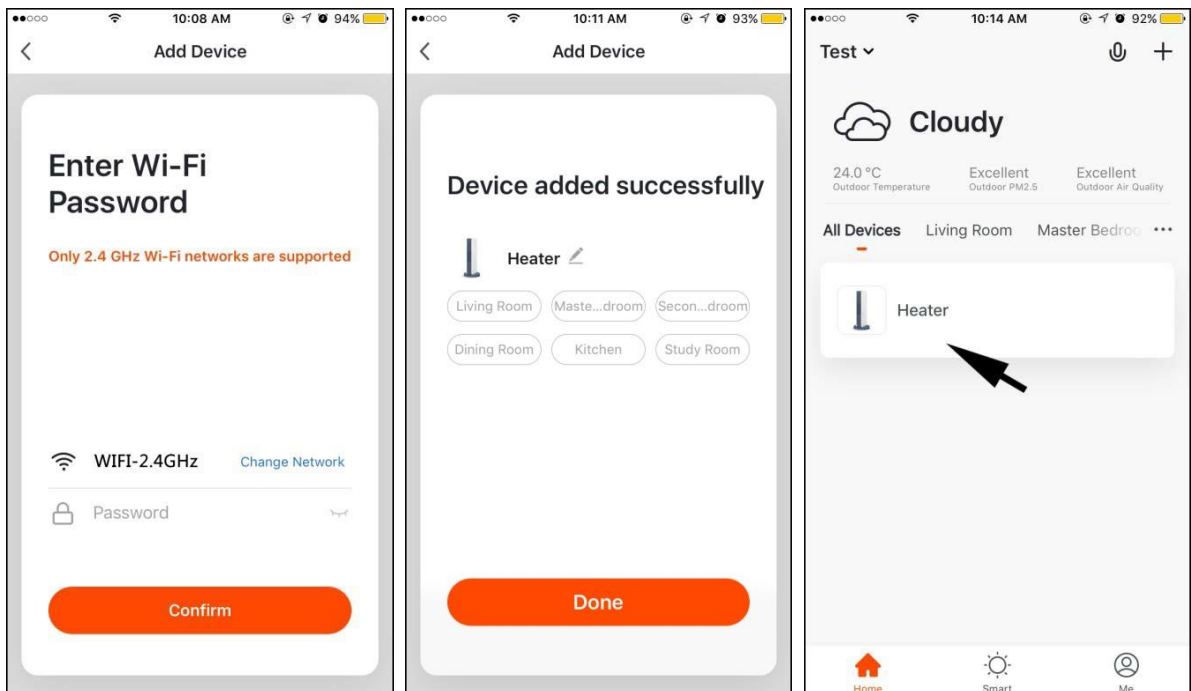 10:08 AM
94%
Add Device
Enter Wi-Fi
Password
Only 2.4 GHz Wi-Fi networks are supported
WIFI-2.4GHz
Change Network
Password
Confirm
10:11 AM
93%
Add Device
Device added successfully
Heater
Living Room
Maste...droom
Secon...droom
Dining Room
Kitchen
Study Room
Done
10:14 AM
92%
Test
Cloudy
24.0 °C
Outdoor Temperature
Excellent
Outdoor PM2.5
Excellent
Outdoor Air Quality
All Devices
Living Room
Master Bedroo
Heater
Home
Smart
Me